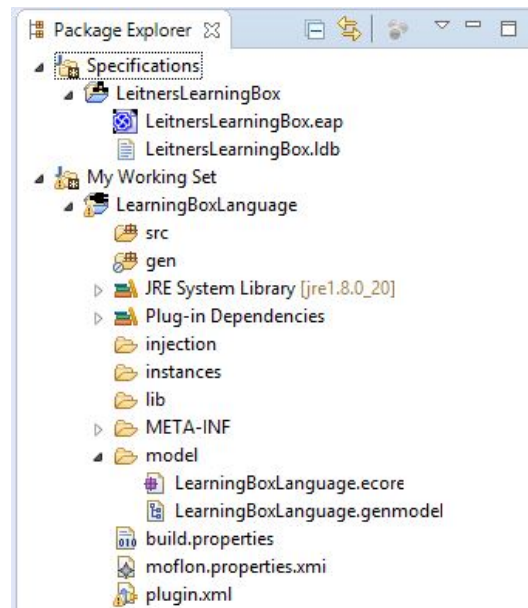 Package Explorer
Specifications
LeitnersLearningBox
LeitnersLearningBox.eap
LeitnersLearningBox.ldb
My Working Set
LearningBoxLanguage
src
gen
JRE System Library [jre1.8.0_20]
Plug-in Dependencies
injection
instances
lib
META-INF
model
LearningBoxLanguage.ecore
LearningBoxLanguage.genmodel
build.properties
moflon.properties.xmi
plugin.xml